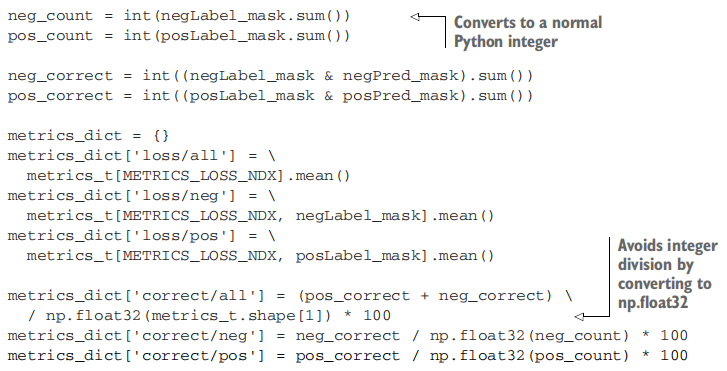 neg_count = int(negLabel_mask.sum())
pos_count = int(posLabel_mask.sum())
Converts to a normal
Python integer
neg_correct = int((negLabel_mask & negPred_mask).sum())
pos_correct = int((posLabel_mask & posPred_mask).sum())
metrics_dict = {}
metrics_dict['loss/all'] = \
  metrics_t[METRICS_LOSS_NDX].mean()
metrics_dict['loss/neg'] = \
  metrics_t[METRICS_LOSS_NDX, negLabel_mask].mean()
metrics_dict['loss/pos'] = \
  metrics_t[METRICS_LOSS_NDX, posLabel_mask].mean()
Avoids integer
division by
converting to
np.float32
metrics_dict['correct/all'] = (pos_correct + neg_correct) \
  / np.float32(metrics_t.shape[1]) * 100
metrics_dict['correct/neg'] = neg_correct / np.float32(neg_count) * 100
metrics_dict['correct/pos'] = pos_correct / np.float32(pos_count) * 100